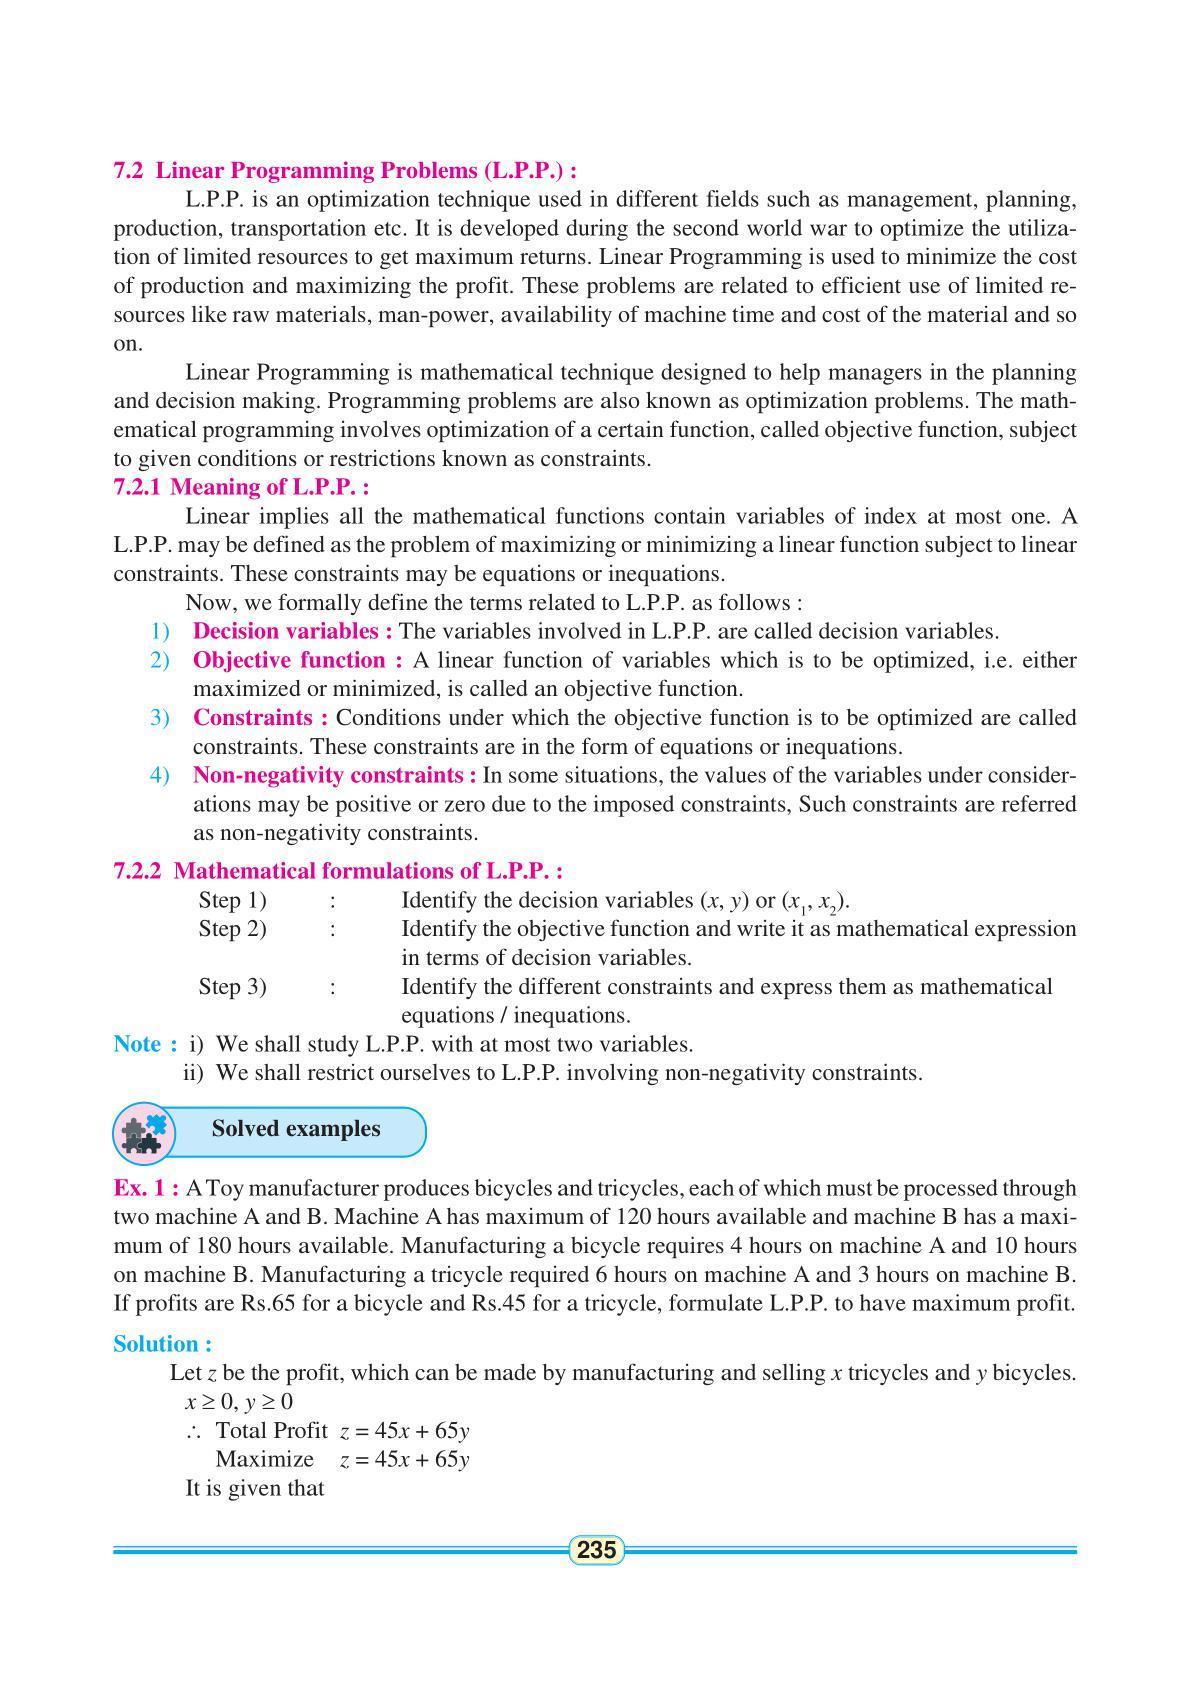 7.2 Linear Programming Problems (L.P.P.) :
L.P.P. is an optimization technique used in different fields such as management, planning,
production, transportation etc. It is developed during the second world war to optimize the utiliza-
tion of limited resources to get maximum returns. Linear Programming is used to minimize the cost
of production and maximizing the profit. These problems are related to efficient use of limited re-
sources like raw materials, man-power, availability of machine time and cost of the material and so
on.
Linear Programming is mathematical technique designed to help managers in the planning
and decision making. Programming problems are also known as optimization problems. The math-
ematical programming involves optimization of a certain function, called objective function, subject
to given conditions or restrictions known as constraints.
7.2.1 Meaning of L.P.P. :
Linear implies all the mathematical functions contain variables of index at most one. A
L.P.P. may be defined as the problem of maximizing or minimizing a linear function subject to linear
constraints. These constraints may be equations or inequations.
Now, we formally define the terms related to L.P.P. as follows :
1) Decision variables : The variables involved in L.P.P. are called decision variables.
2) Objective function : A linear function of variables which is to be optimized, i.e. either
maximized or minimized, is called an objective function.
3) Constraints : Conditions under which the objective function is to be optimized are called
constraints. These constraints are in the form of equations or inequations.
4) Non-negativity constraints : In some situations, the values of the variables under consider-
ations may be positive or zero due to the imposed constraints, Such constraints are referred
as non-negativity constraints.
7.2.2 Mathematical formulations of L.P.P. :
Step 1) : Identify the decision variables (x, y) or (x₁, x₂).
Step 2) : Identify the objective function and write it as mathematical expression
in terms of decision variables.
Step 3) : Identify the different constraints and express them as mathematical
equations / inequations.
Note : i) We shall study L.P.P. with at most two variables.
ii) We shall restrict ourselves to L.P.P. involving non-negativity constraints.
Solved examples
Ex. 1 : A Toy manufacturer produces bicycles and tricycles, each of which must be processed through
two machine A and B. Machine A has maximum of 120 hours available and machine B has a maxi-
mum of 180 hours available. Manufacturing a bicycle requires 4 hours on machine A and 10 hours
on machine B. Manufacturing a tricycle required 6 hours on machine A and 3 hours on machine B.
If profits are Rs.65 for a bicycle and Rs.45 for a tricycle, formulate L.P.P. to have maximum profit.
Solution :
Let z be the profit, which can be made by manufacturing and selling x tricycles and y bicycles.
x ≥ 0, y ≥ 0
∴ Total Profit z = 45x + 65y
Maximize z = 45x + 65y
It is given that
235